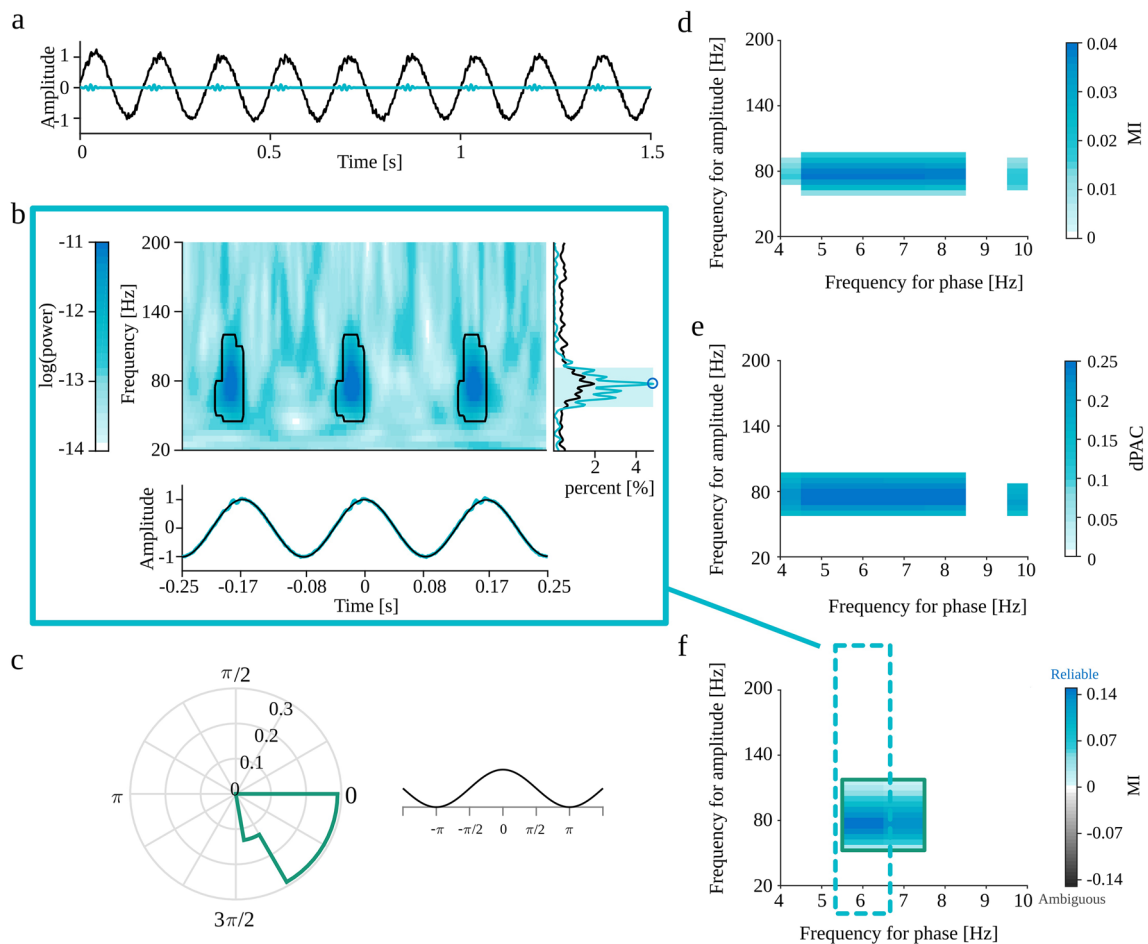 a
Amplitude
1
0
-1
0
0.5
1
1.5
Time [s]
b
log(power)
-11
-12
-13
-14
Frequency [Hz]
200
140
80
20
2
4
percent [%]
Amplitude
1
0
-1
-0.25
-0.17
-0.08
0
0.08
0.17
0.25
Time [s]
c
π/2
0.3
0.2
0.1
0
π
0
3π/2
-π
-π/2
0
π/2
π
d
Frequency for amplitude [Hz]
200
140
80
20
4
5
6
7
8
9
10
Frequency for phase [Hz]
0.04
0.03
0.02
0.01
0
MI
e
Frequency for amplitude [Hz]
200
140
80
20
4
5
6
7
8
9
10
Frequency for phase [Hz]
0.25
0.2
0.15
0.1
0.05
0
dPAC
f
Frequency for amplitude [Hz]
200
140
80
20
4
5
6
7
8
9
10
Frequency for phase [Hz]
Reliable
0.14
0.07
0
-0.07
-0.14
MI
Ambiguous